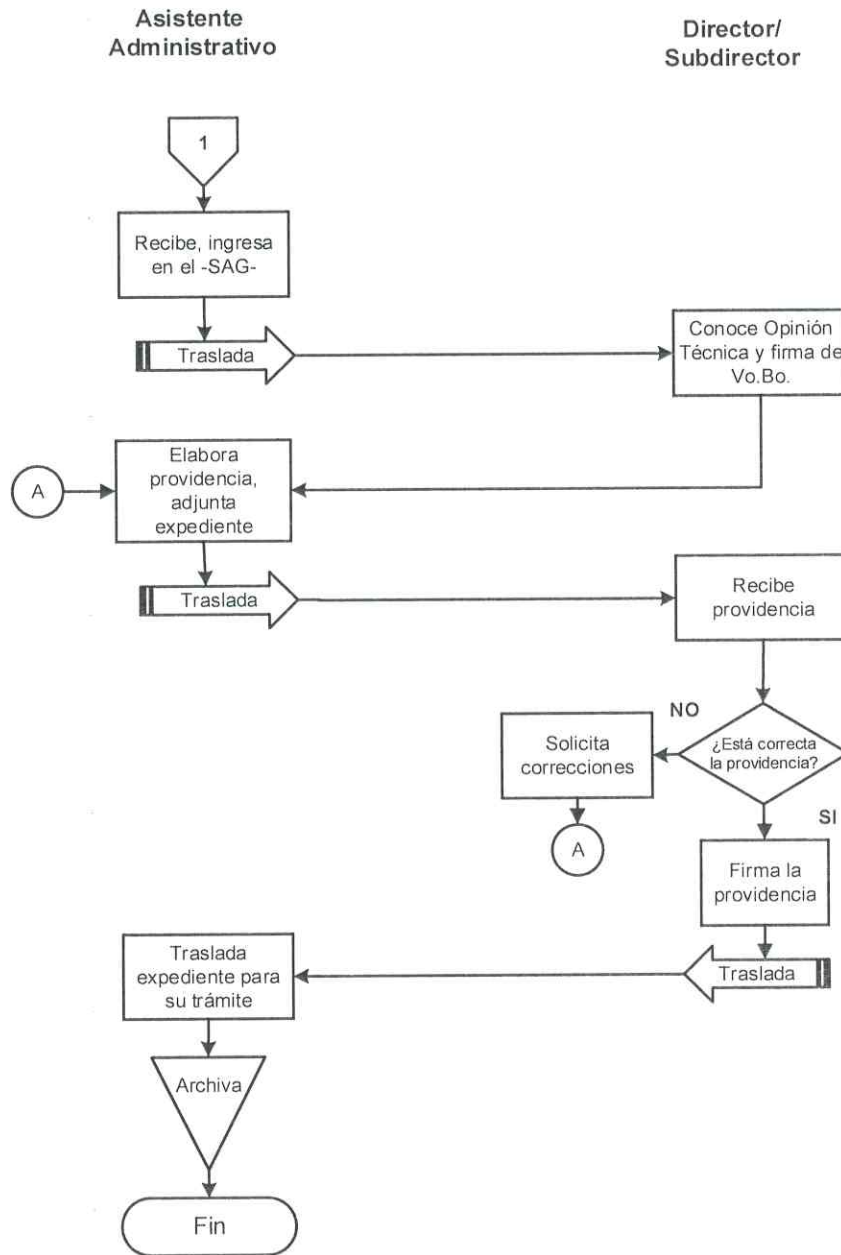 Asistente
Administrativo
Director/
Subdirector
1
Recibe, ingresa
en el -SAG-
Traslada
Conoce Opinión
Técnica y firma de
Vo.Bo.
A
Elabora
providencia,
adjunta
expediente
Traslada
Recibe
providencia
¿Está correcta
la providencia?
NO
Solicita
correcciones
A
SI
Firma la
providencia
Traslada
Traslada
expediente para
su trámite
Archiva
Fin